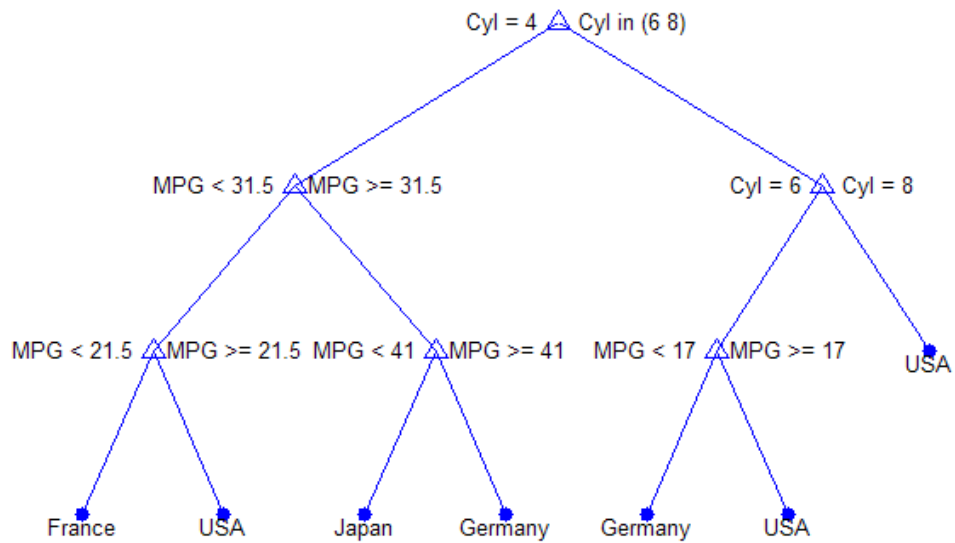 Cyl = 4 Cyl in (6 8)
MPG < 31.5 MPG >= 31.5 Cyl = 6 Cyl = 8
MPG < 21.5 MPG >= 21.5 MPG < 41 MPG >= 41 MPG < 17 MPG >= 17
USA
France USA Japan Germany Germany USA